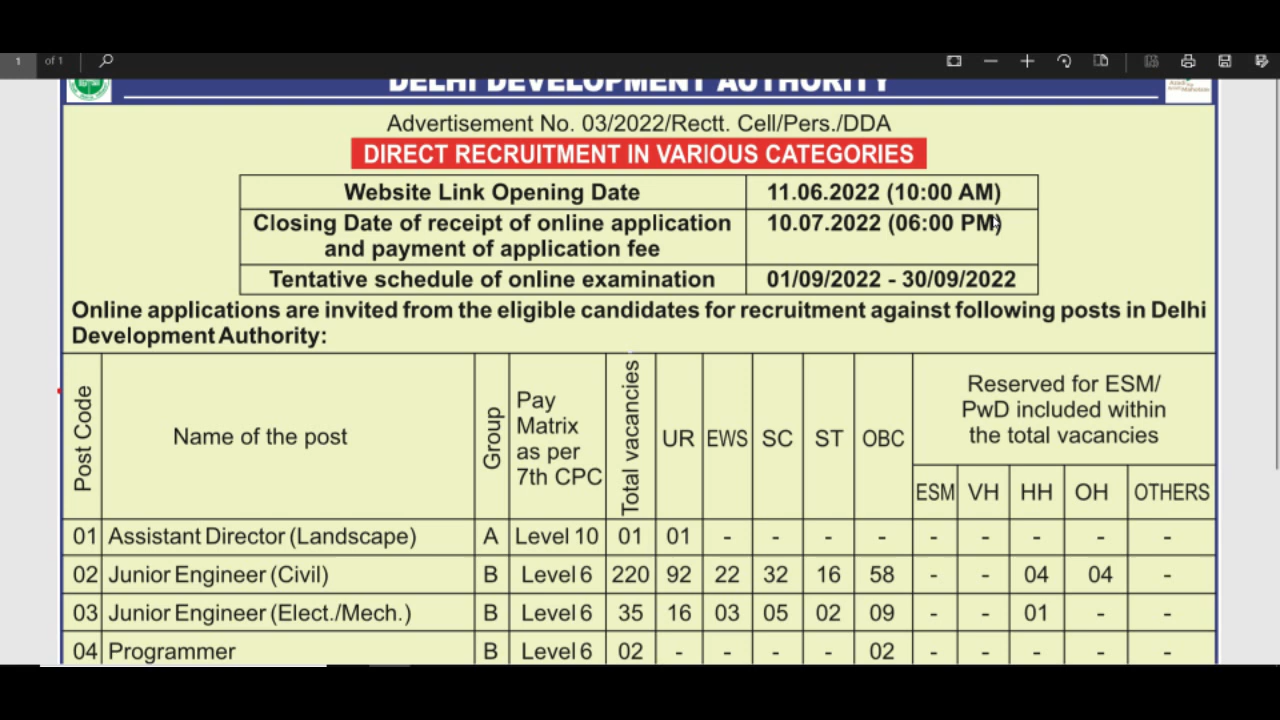 1 of 1
DELHI DEVELOPMENT AUTHORITY
Advertisement No. 03/2022/Rectt. Cell/Pers./DDA
DIRECT RECRUITMENT IN VARIOUS CATEGORIES
Website Link Opening Date 11.06.2022 (10:00 AM)
Closing Date of receipt of online application 10.07.2022 (06:00 PM)
and payment of application fee
Tentative schedule of online examination 01/09/2022 - 30/09/2022
Online applications are invited from the eligible candidates for recruitment against following posts in Delhi
Development Authority:
Post Code
Name of the post
Group
Pay
Matrix
as per
7th CPC
Total vacancies
UR EWS SC ST OBC
Reserved for ESM/
PwD included within
the total vacancies
ESM VH HH OH OTHERS
01 Assistant Director (Landscape) A Level 10 01 01 - - - - - - - - -
02 Junior Engineer (Civil) B Level 6 220 92 22 32 16 58 - - 04 04 -
03 Junior Engineer (Elect./Mech.) B Level 6 35 16 03 05 02 09 - - 01 - -
04 Programmer B Level 6 02 - - - - 02 - - - - -